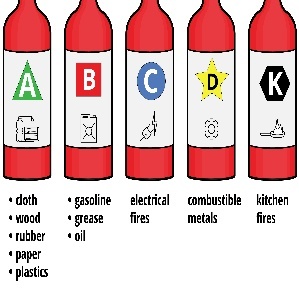 A B C D K
• cloth
• wood
• rubber
• paper
• plastics
• gasoline
• grease
• oil
electrical
fires
combustible
metals
kitchen
fires